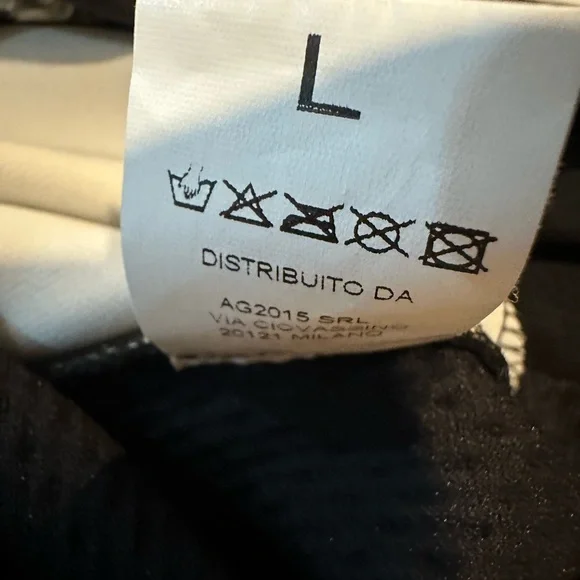 L
DISTRIBUITO DA
AG2015 SRL
VIA CIOVASSINO
20121 MILANO